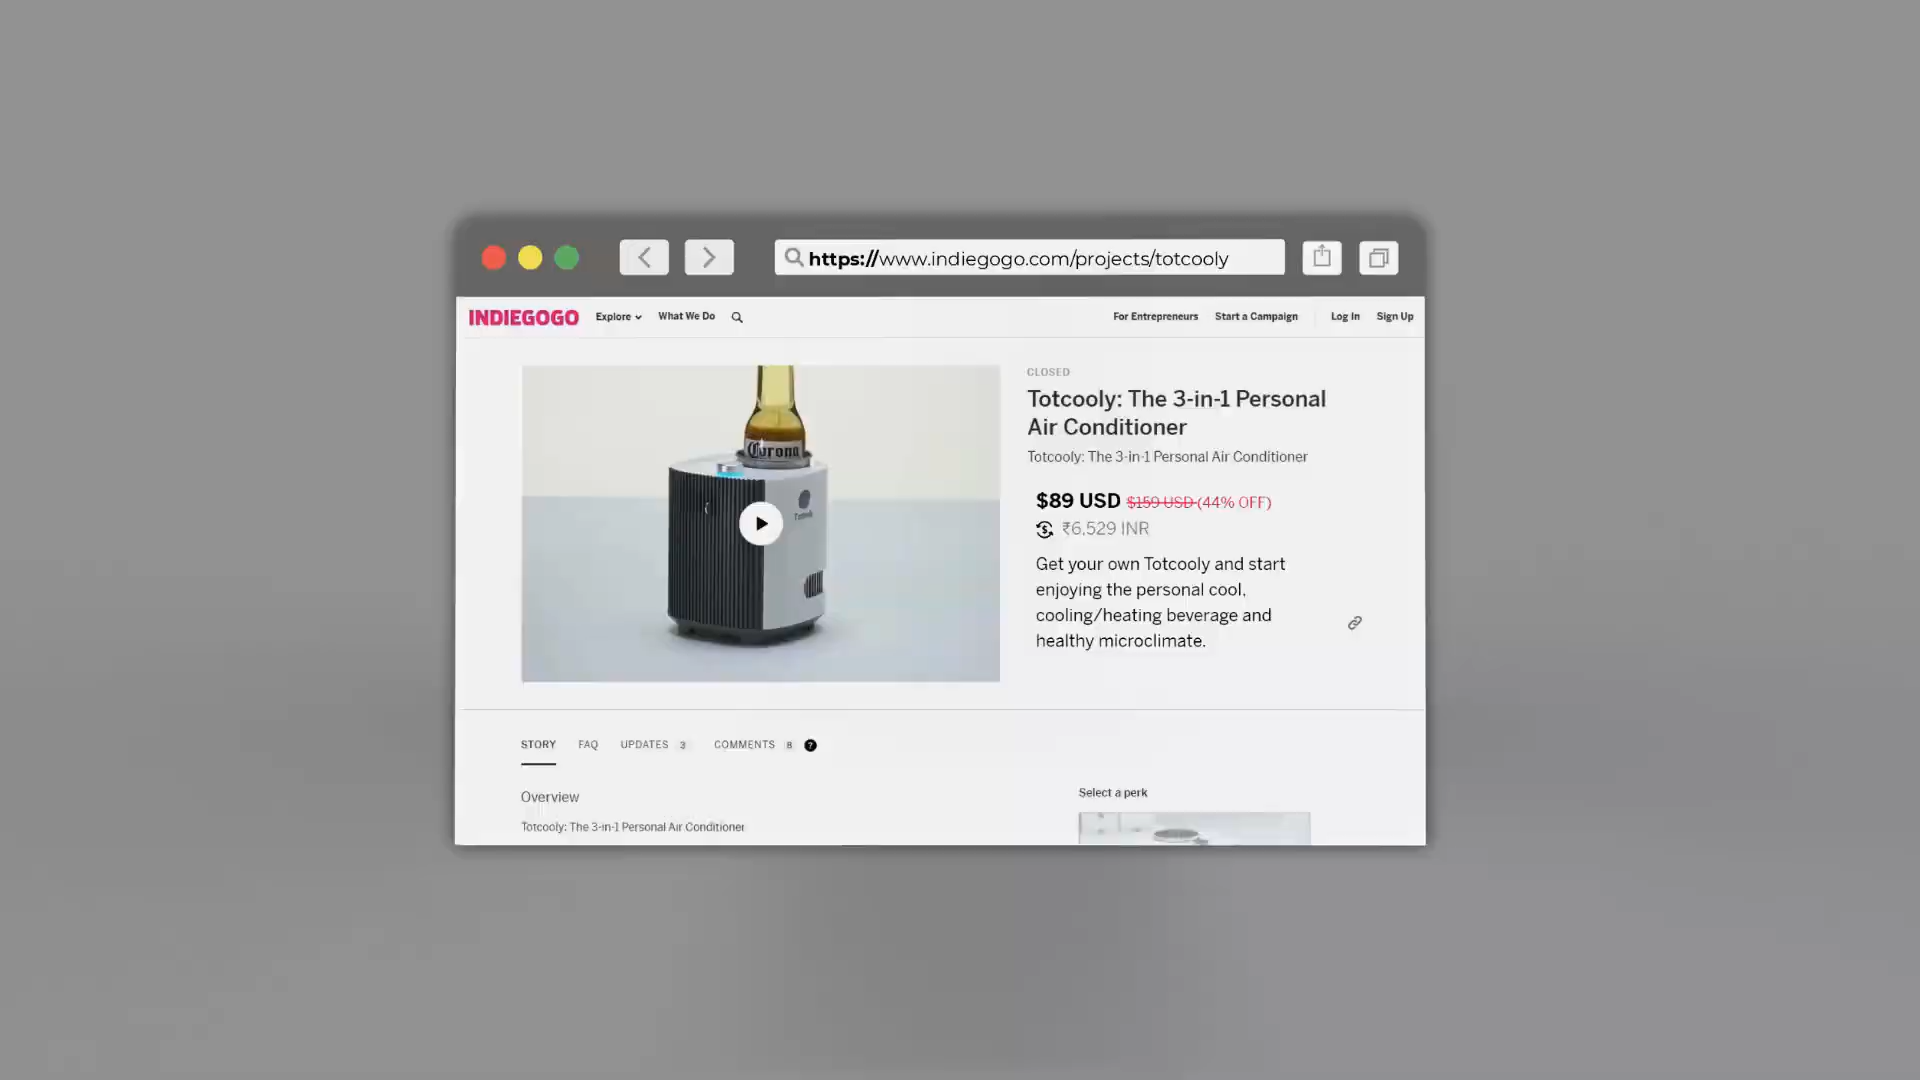 https://www.indiegogo.com/projects/totcooly
INDIEGOGO Explore What We Do For Entrepreneurs Start a Campaign Log In Sign Up
CLOSED
Totcooly: The 3-in-1 Personal
Air Conditioner
Totcooly: The 3-in-1 Personal Air Conditioner
$89 USD $159 USD (44% OFF)
₹6,529 INR
Get your own Totcooly and start
enjoying the personal cool,
cooling/heating beverage and
healthy microclimate.
Corona
Totcooly
STORY FAQ UPDATES 3 COMMENTS 8 ?
Overview
Totcooly: The 3-in-1 Personal Air Conditioner
Select a perk